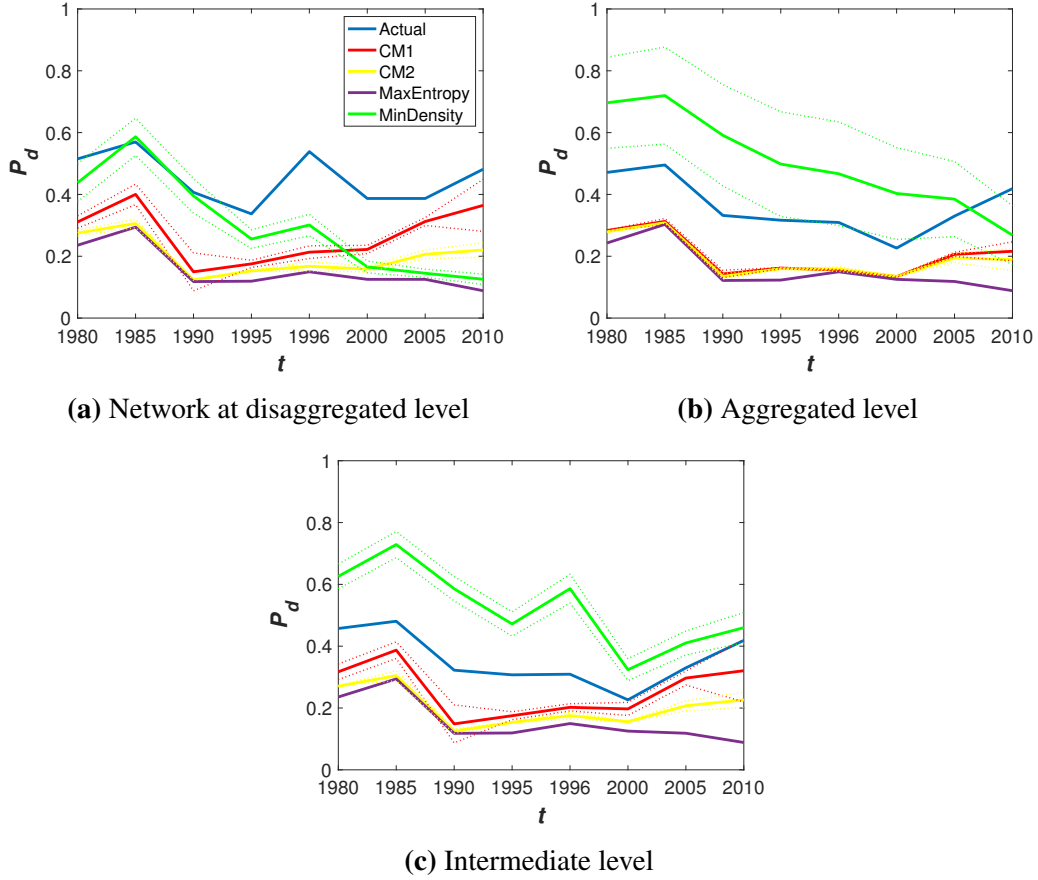 1
0.8
0.6
0.4
0.2
0
P_d
1980 1985 1990 1995 1996 2000 2005 2010
t
Actual
CM1
CM2
MaxEntropy
MinDensity
(a) Network at disaggregated level
1
0.8
0.6
0.4
0.2
0
P_d
1980 1985 1990 1995 1996 2000 2005 2010
t
(b) Aggregated level
1
0.8
0.6
0.4
0.2
0
P_d
1980 1985 1990 1995 1996 2000 2005 2010
t
(c) Intermediate level